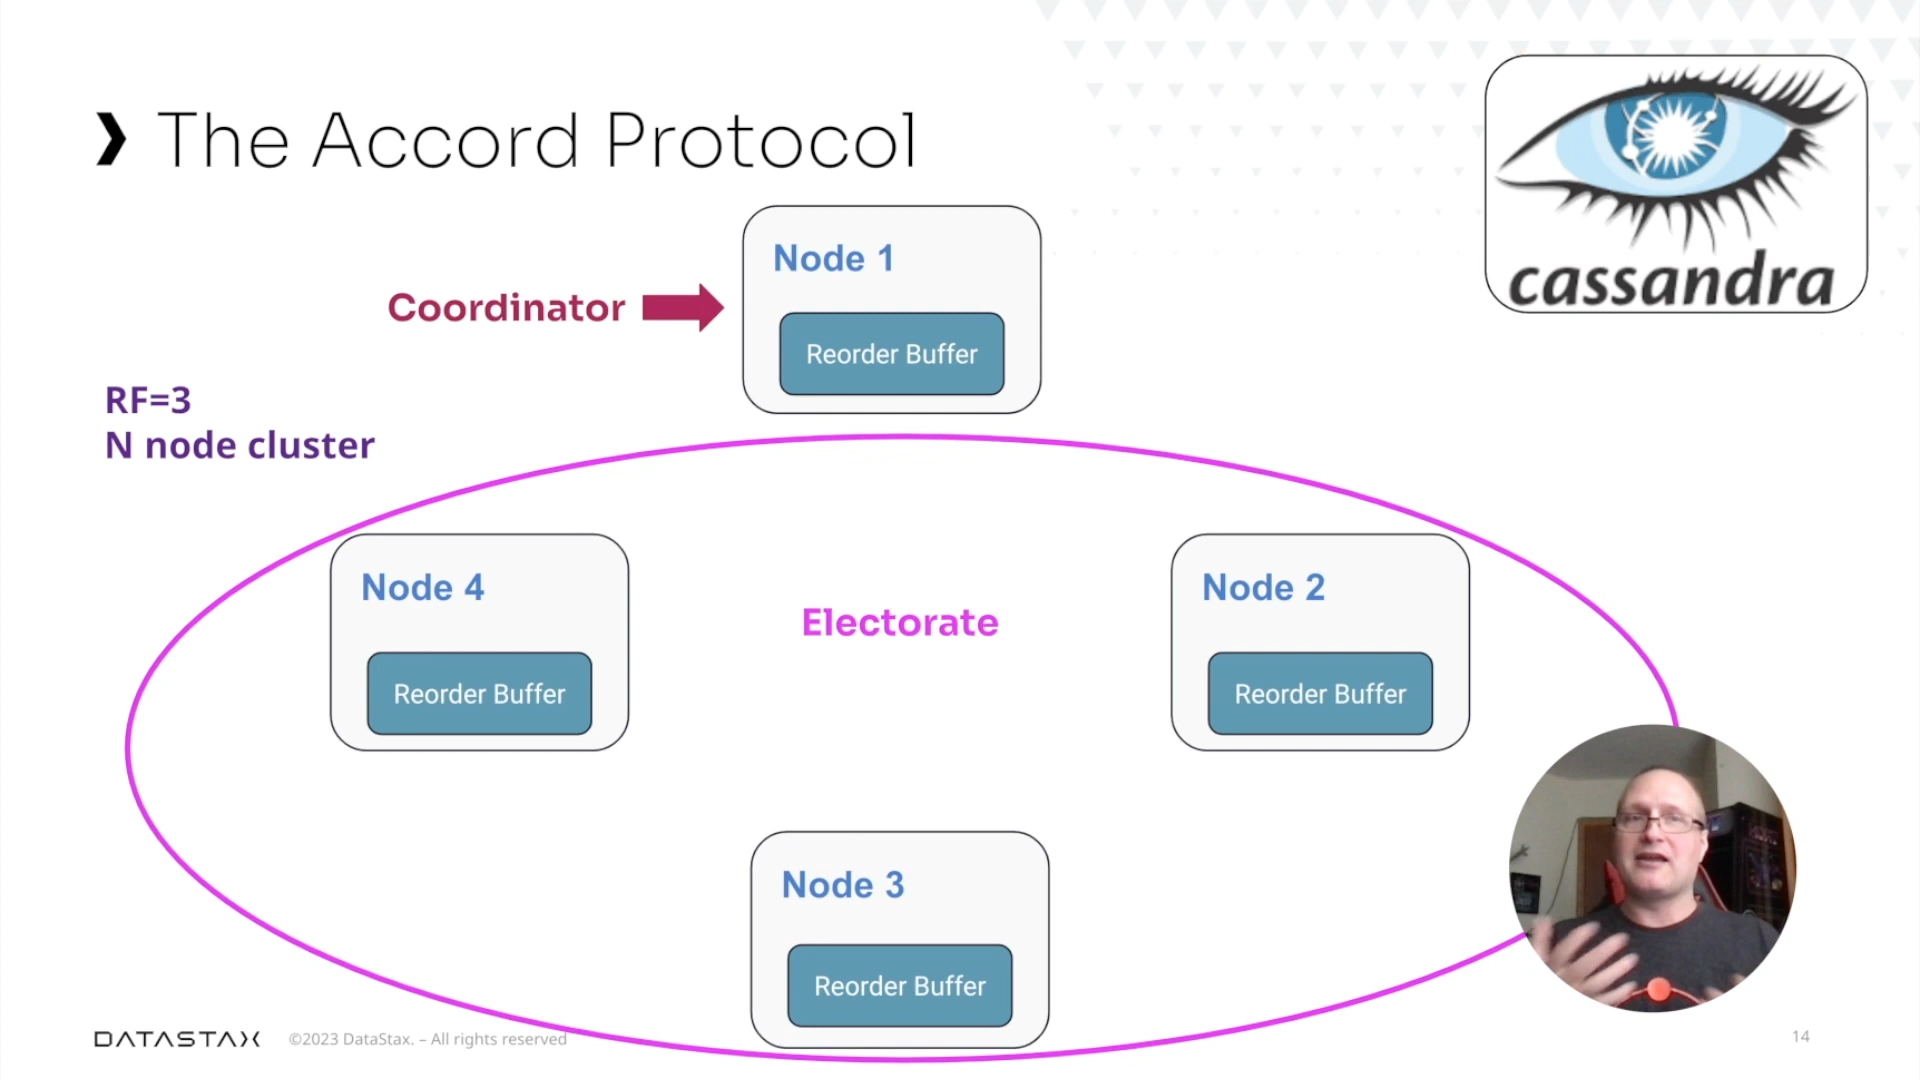 The Accord Protocol
cassandra
Node 1
Coordinator
Reorder Buffer
RF=3
N node cluster
Node 4
Reorder Buffer
Electorate
Node 2
Reorder Buffer
Node 3
Reorder Buffer
DATASTAX
©2023 DataStax. – All rights reserved
14